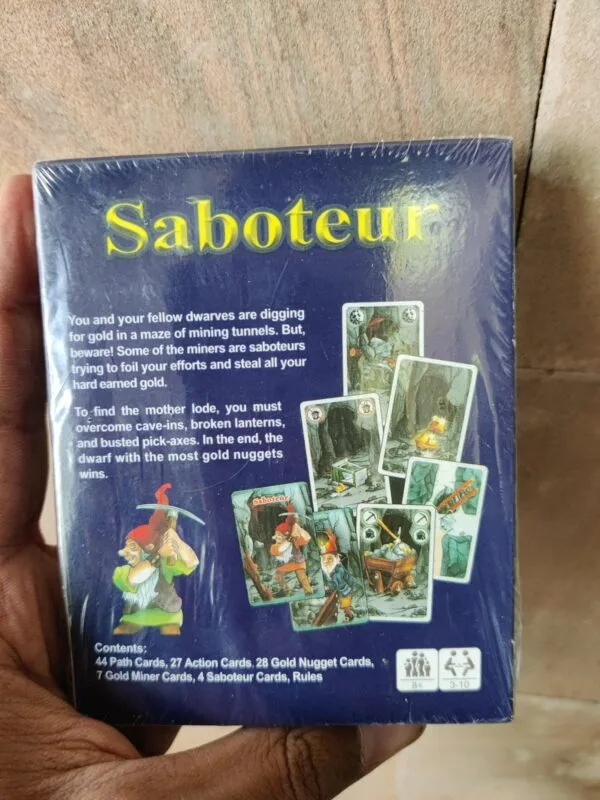 Saboteur
You and your fellow dwarves are digging
for gold in a maze of mining tunnels. But,
beware! Some of the miners are saboteurs
trying to foil your efforts and steal all your
hard earned gold.
To find the mother lode, you must
overcome cave-ins, broken lanterns,
and busted pick-axes. In the end, the
dwarf with the most gold nuggets
wins.
Saboteur
Contents:
44 Path Cards, 27 Action Cards, 28 Gold Nugget Cards,
7 Gold Miner Cards, 4 Saboteur Cards, Rules
8+
3-10